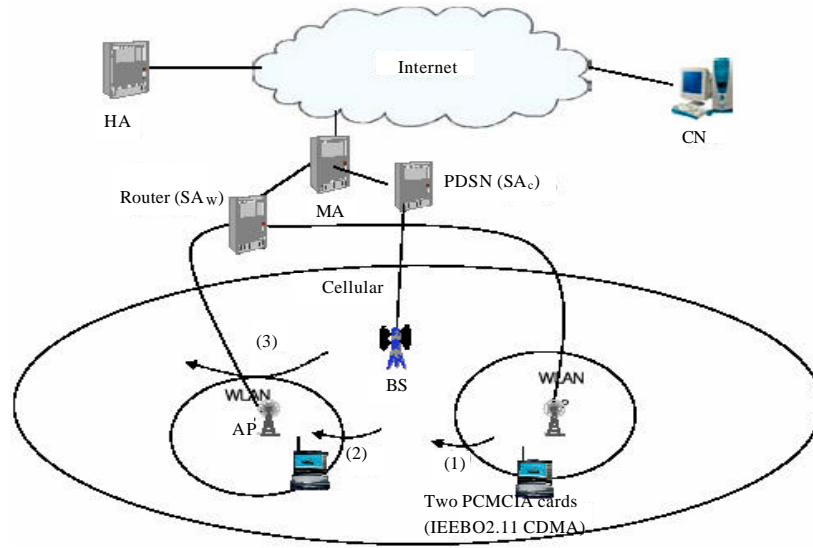 Internet
HA
CN
Router (SAW)
MA
PDSN (SAc)
Cellular
(3)
BS
WLAN
WLAN
AP
(2)
(1)
Two PCMCIA cards
(IEEBO2.11 CDMA)